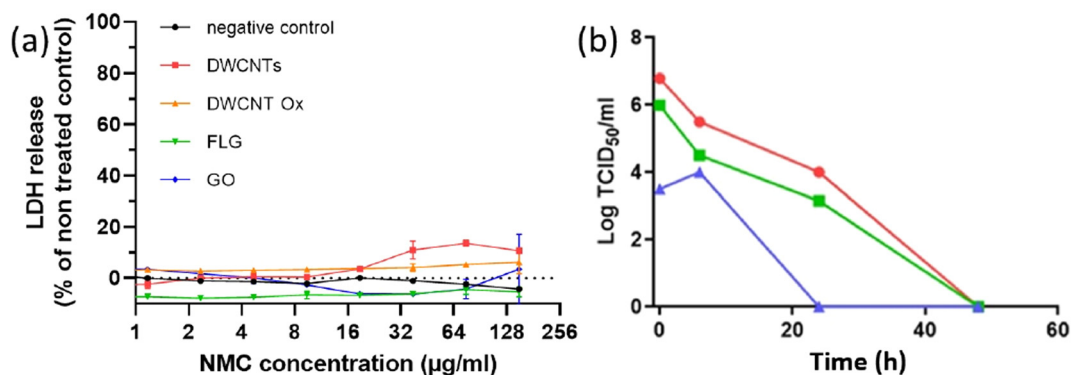 (a)
LDH release
(% of non treated control)
100
80
60
40
20
0
negative control
DWCNTs
DWCNT Ox
FLG
GO
1 2 4 8 16 32 64 128 256
NMC concentration (µg/ml)
(b)
Log TCID50/ml
8
6
4
2
0
0 20 40 60
Time (h)